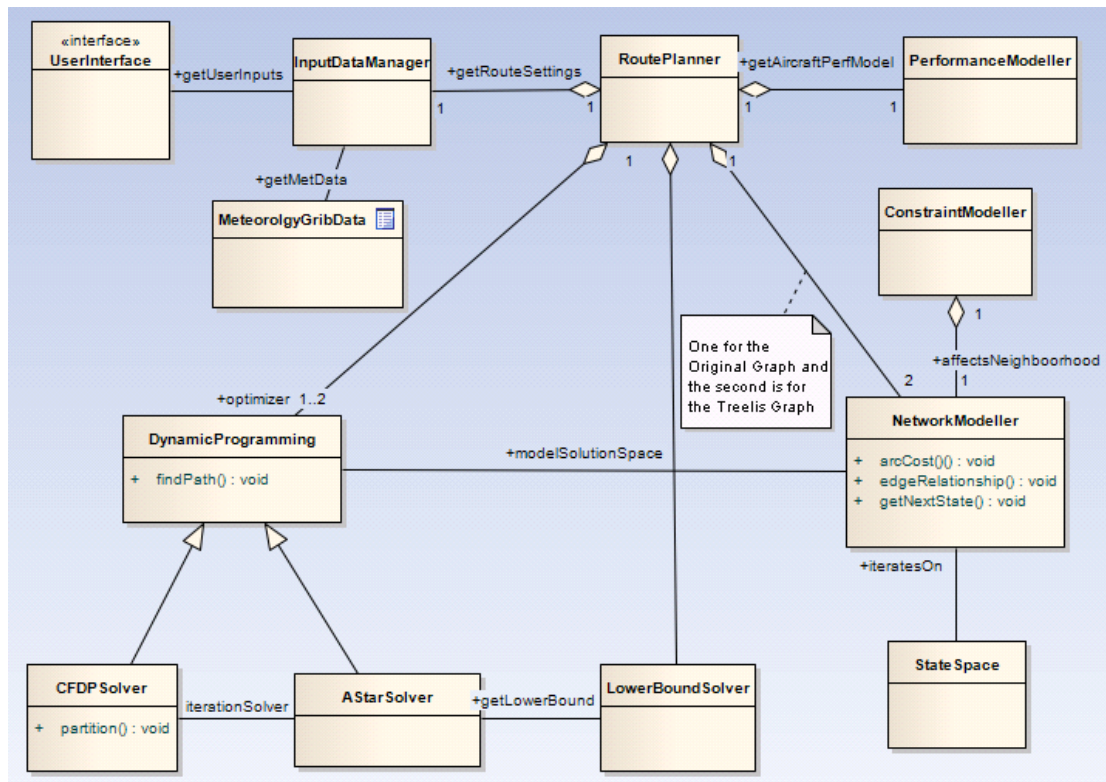 «interface»
UserInterface
+getUserInputs
InputDataManager
1
+getRouteSettings
1
RoutePlanner
1
+getAircraftPerfModel
1
PerformanceModeller
+getMetData
MeteorolgyGribData
1
1
ConstraintModeller
1
One for the
Original Graph and
the second is for
the Treelis Graph
+affectsNeighboorhood
2
1
+optimizer 1..2
DynamicProgramming
+ findPath() : void
+modelSolutionSpace
NetworkModeller
+ arcCost()() : void
+ edgeRelationship() : void
+ getNextState() : void
+iteratesOn
StateSpace
CFDPSolver
+ partition() : void
iterationSolver
AStarSolver
+getLowerBound
LowerBoundSolver